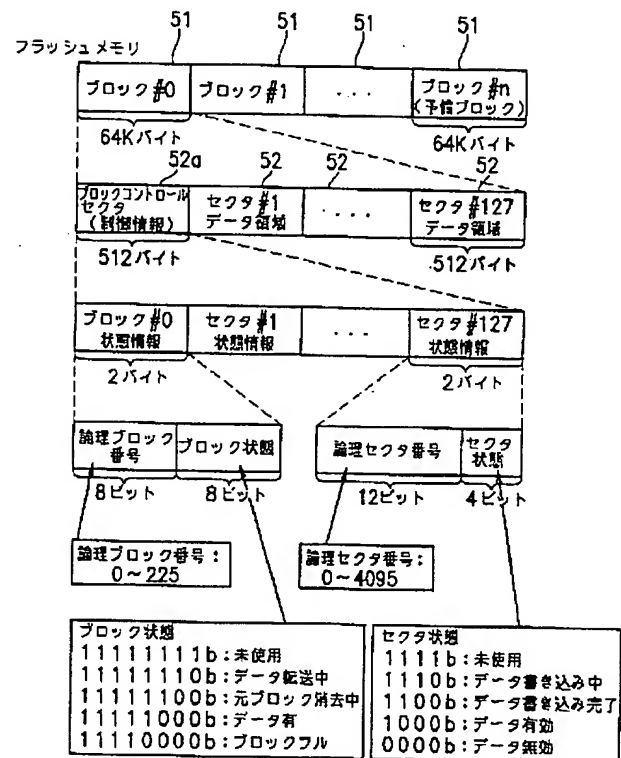 51
51
51
51
フラッシュメモリ
ブロック#0
ブロック#1
・・・
ブロック#n
(予備ブロック)
64Kバイト
64Kバイト
52a
52
52
52
ブロックコントロール
セクタ
(制御情報)
セクタ#1
データ領域
・・・・
セクタ#127
データ領域
512バイト
512バイト
ブロック#0
状態情報
セクタ#1
状態情報
・・・
セクタ#127
状態情報
2バイト
2バイト
論理ブロック
番号
ブロック状態
論理セクタ番号
セクタ
状態
8ビット
8ビット
12ビット
4ビット
論理ブロック番号:
0～225
論理セクタ番号:
0～4095
ブロック状態
11111111b:未使用
11111110b:データ転送中
11111100b:元ブロック消去中
11111000b:データ有
11110000b:ブロックフル
セクタ状態
1111b:未使用
1110b:データ書き込み中
1100b:データ書き込み完了
1000b:データ有効
0000b:データ無効